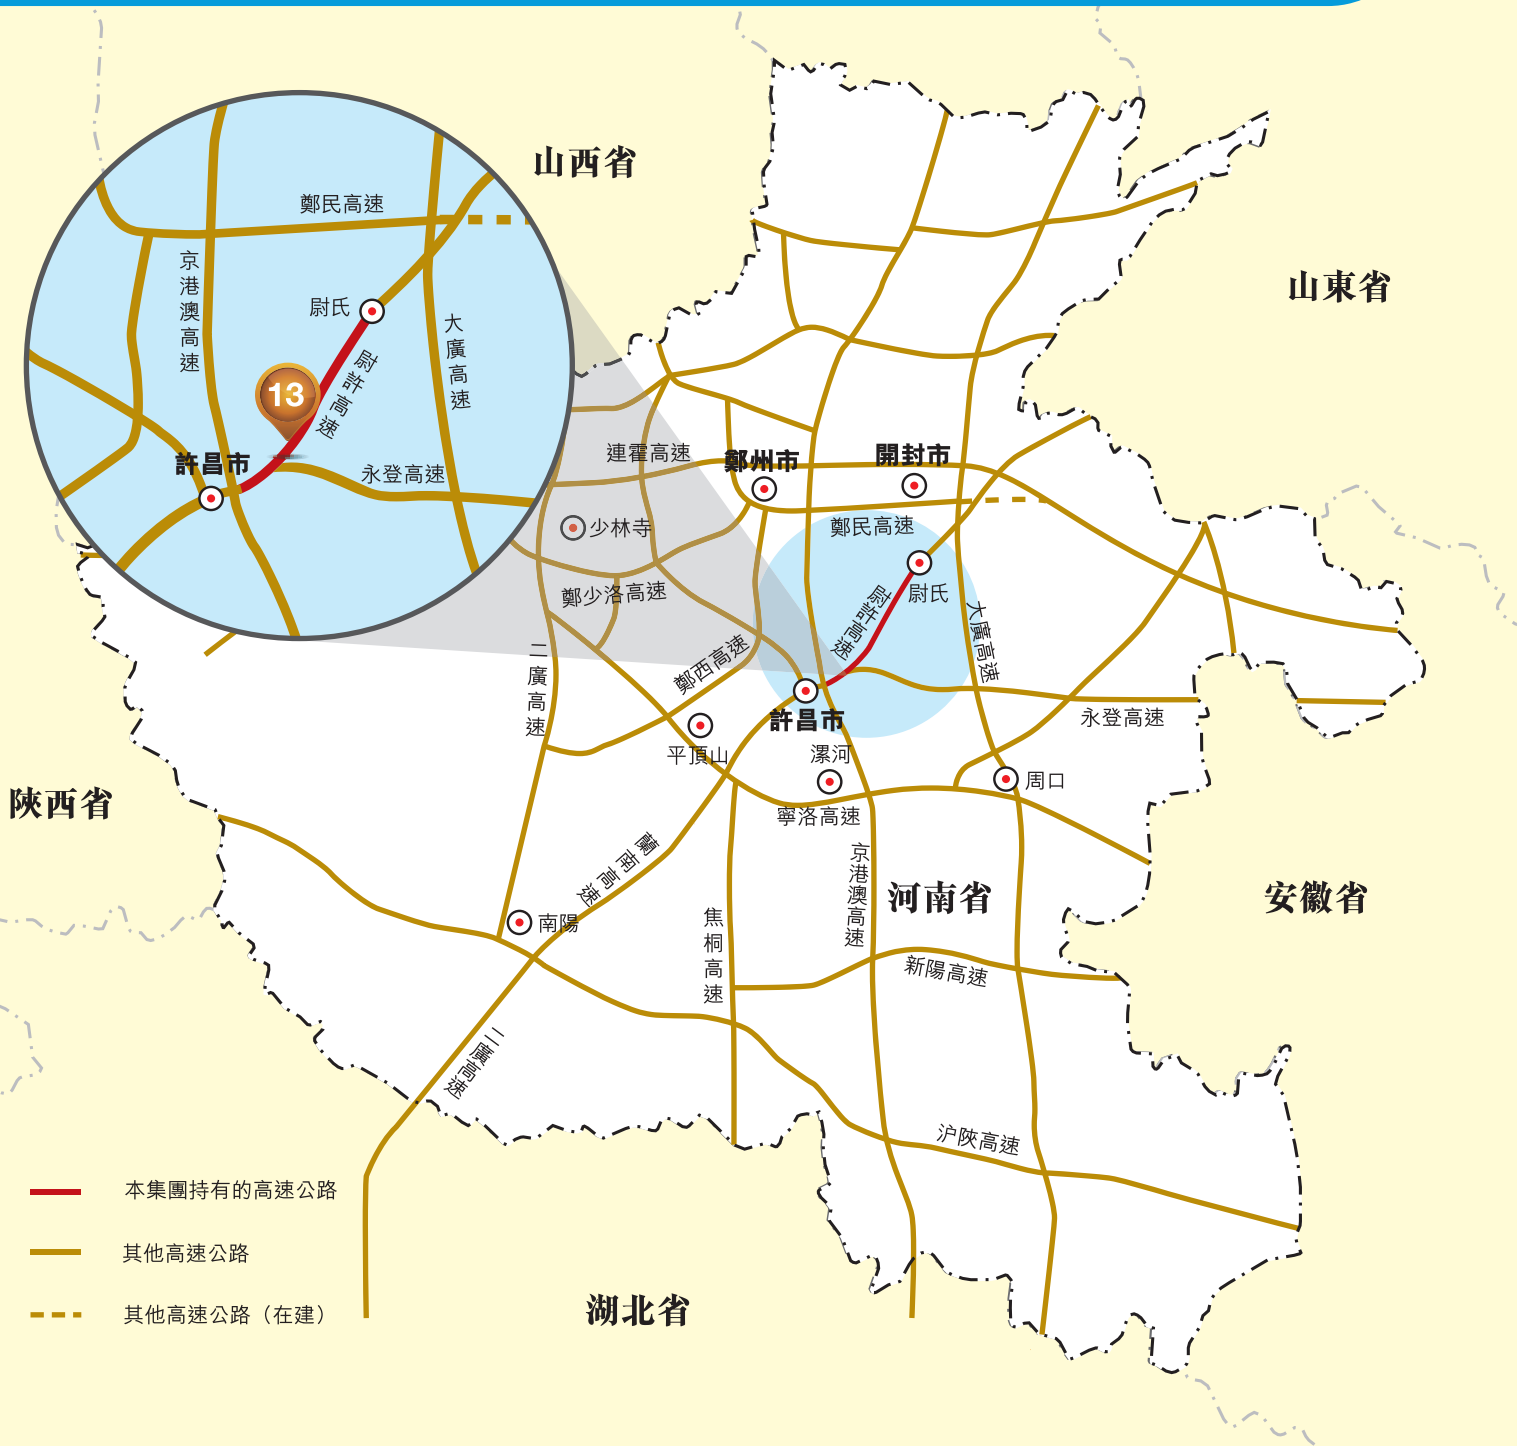 山西省
鄭民高速
京港澳高速
尉氏
大廣高速
尉許高速
13
許昌市
永登高速
山東省
連霍高速
鄭州市
開封市
少林寺
鄭民高速
尉氏
鄭少洛高速
尉許高速
大廣高速
二廣高速
鄭西高速
許昌市
永登高速
平頂山
漯河
周口
寧洛高速
陝西省
蘭南高速
京港澳高速
河南省
安徽省
南陽
焦桐高速
新陽高速
二廣高速
沪陝高速
本集團持有的高速公路
其他高速公路
其他高速公路（在建）
湖北省